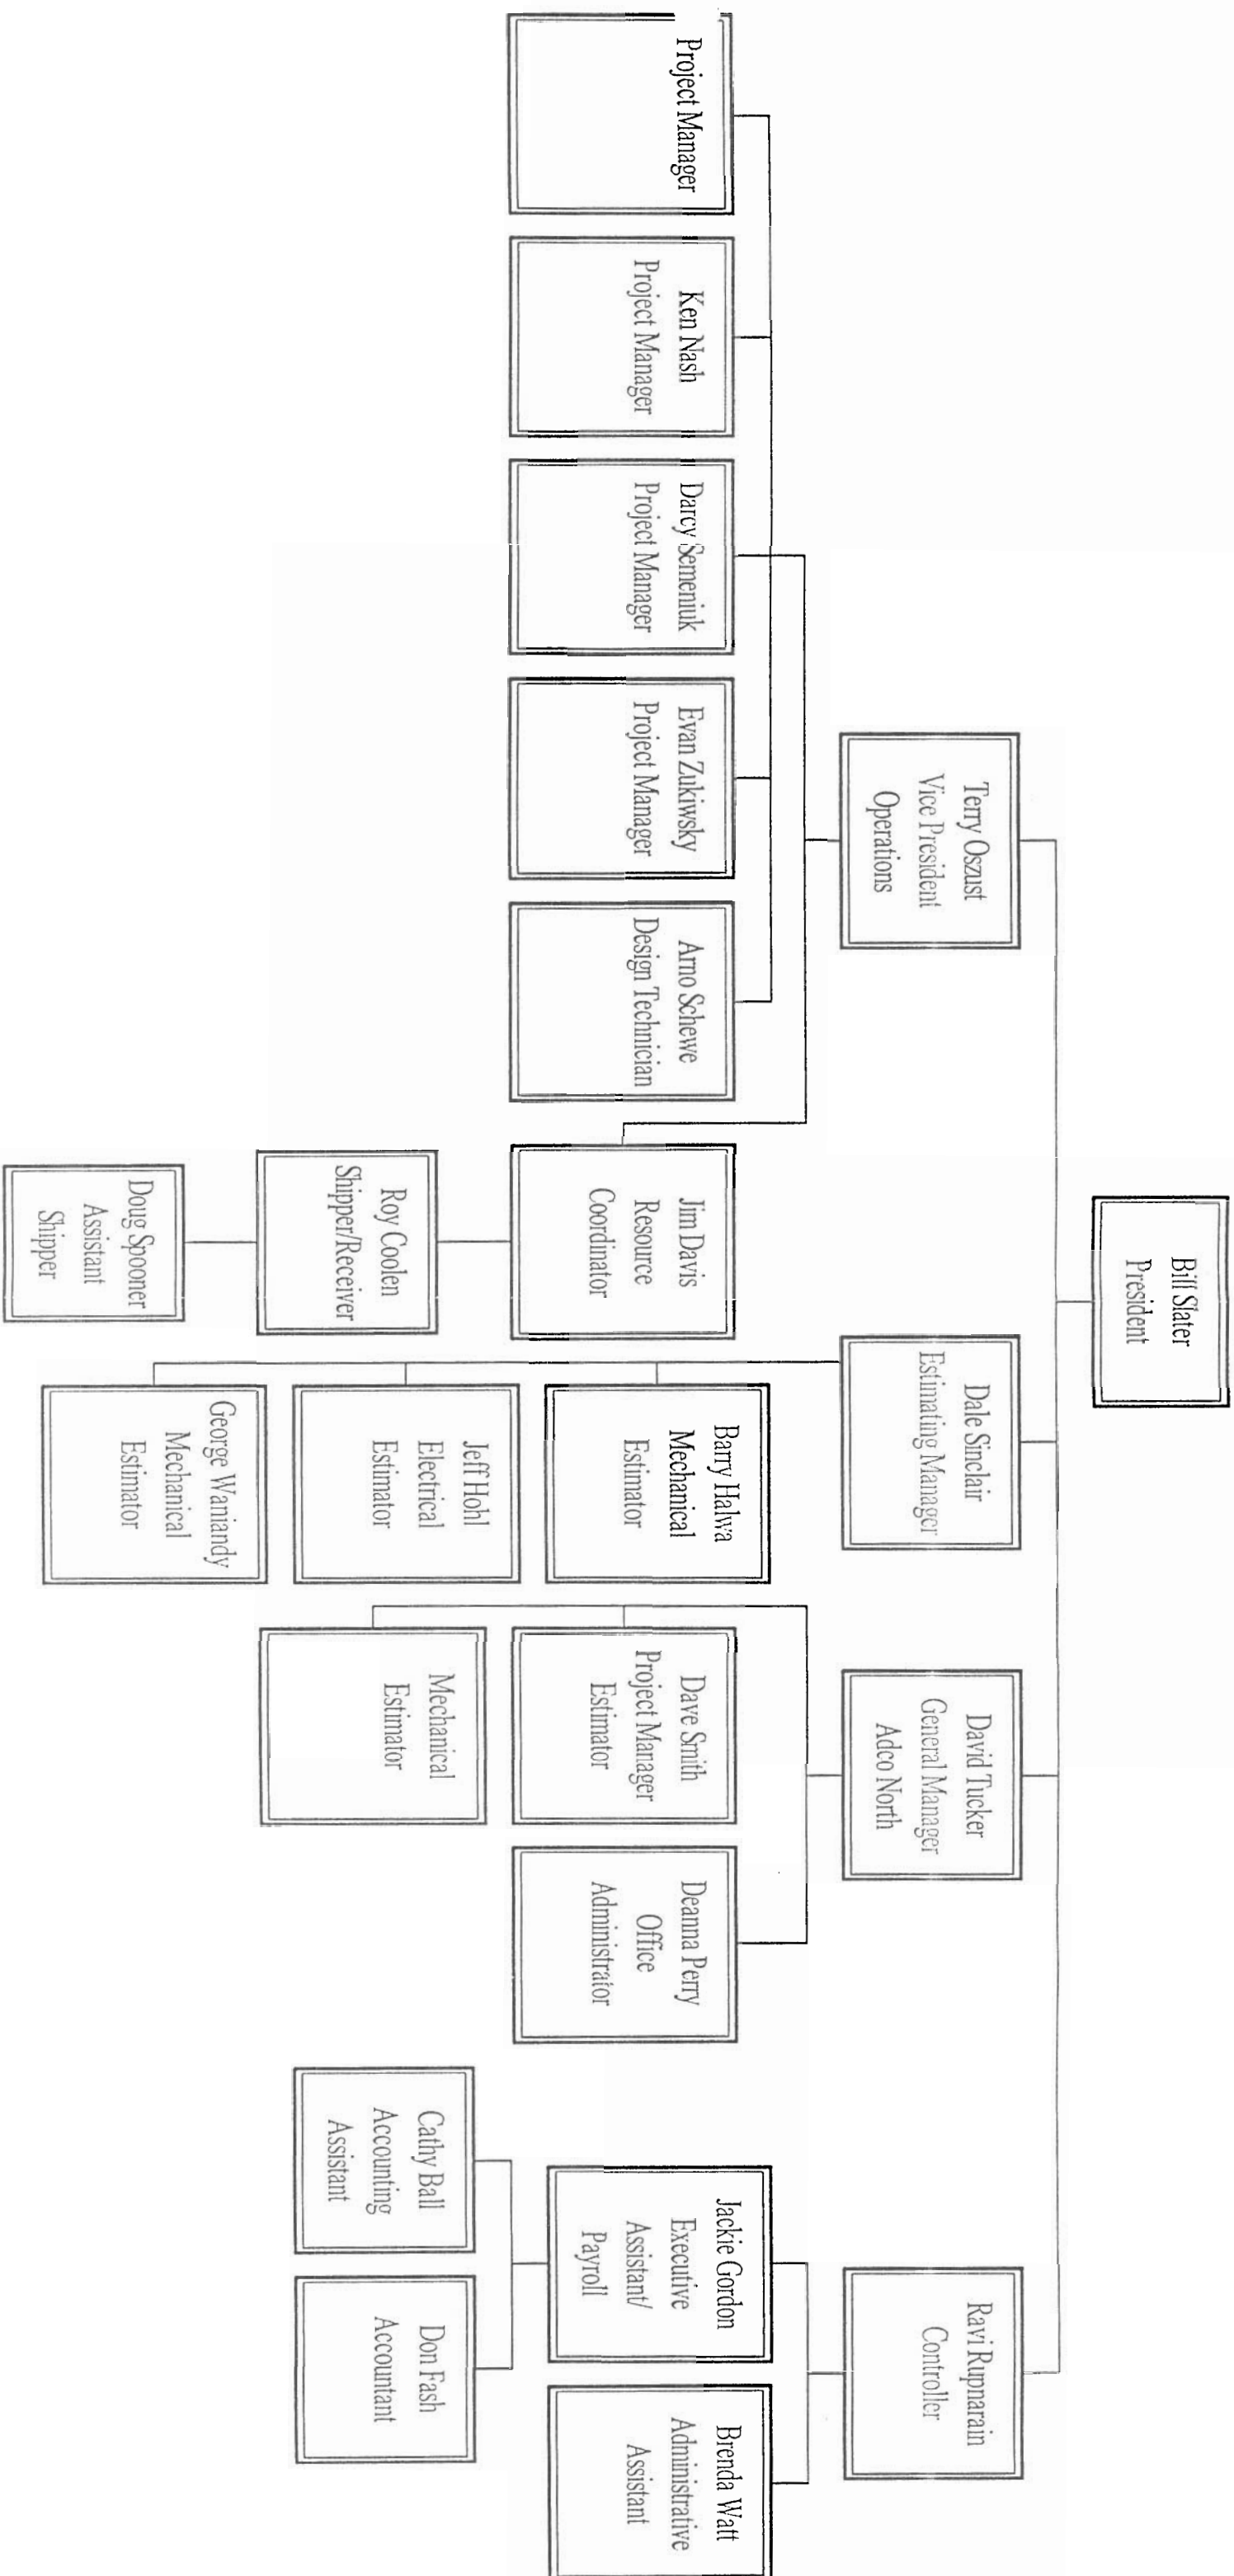 Bill Slater
President
Terry Oszust
Vice President
Operations
Dale Sinclair
Estimating Manager
David Tucker
General Manager
Adco North
Ravi Rupnarain
Controller
Project Manager
Ken Nash
Project Manager
Darcy Semeniuk
Project Manager
Evan Zukiwsky
Project Manager
Arno Schewe
Design Technician
Jim Davis
Resource
Coordinator
Roy Coolen
Shipper/Receiver
Doug Spooner
Assistant
Shipper
Barry Halwa
Mechanical
Estimator
Jeff Hohl
Electrical
Estimator
George Waniandy
Mechanical
Estimator
Dave Smith
Project Manager
Estimator
Mechanical
Estimator
Deanna Perry
Office
Administrator
Jackie Gordon
Executive
Assistant/
Payroll
Cathy Ball
Accounting
Assistant
Don Fash
Accountant
Brenda Watt
Administrative
Assistant